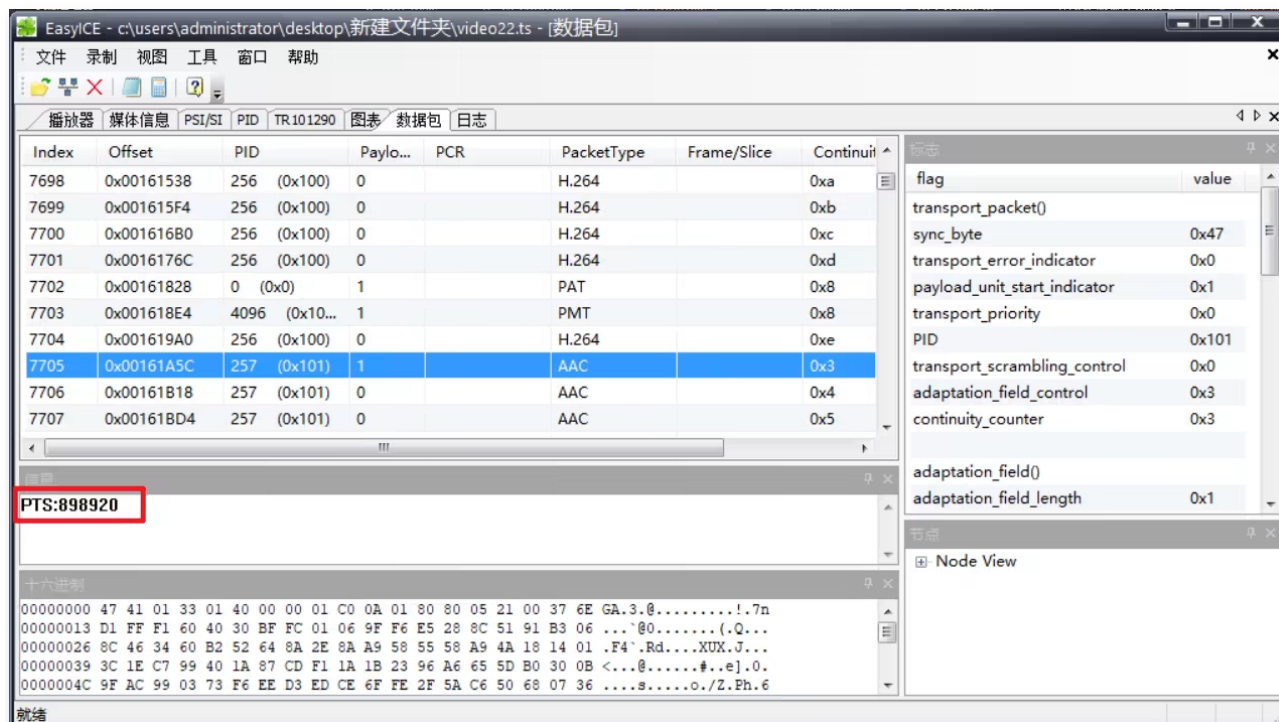 EasyICE - c:\users\administrator\desktop\新建文件夹\video22.ts - [数据包]
文件 录制 视图 工具 窗口 帮助
播放器 媒体信息 PSI/SI PID TR101290 图表 数据包 日志
Index Offset PID Paylo... PCR PacketType Frame/Slice Continuit
7698 0x00161538 256 (0x100) 0 H.264 0xa
7699 0x001615F4 256 (0x100) 0 H.264 0xb
7700 0x001616B0 256 (0x100) 0 H.264 0xc
7701 0x0016176C 256 (0x100) 0 H.264 0xd
7702 0x00161828 0 (0x0) 1 PAT 0x8
7703 0x001618E4 4096 (0x10... 1 PMT 0x8
7704 0x001619A0 256 (0x100) 0 H.264 0xe
7705 0x00161A5C 257 (0x101) 1 AAC 0x3
7706 0x00161B18 257 (0x101) 0 AAC 0x4
7707 0x00161BD4 257 (0x101) 0 AAC 0x5
标志
flag value
transport_packet()
sync_byte 0x47
transport_error_indicator 0x0
payload_unit_start_indicator 0x1
transport_priority 0x0
PID 0x101
transport_scrambling_control 0x0
adaptation_field_control 0x3
continuity_counter 0x3
adaptation_field()
adaptation_field_length 0x1
信息
PTS:898920
节点
Node View
十六进制
00000000 47 41 01 33 01 40 00 00 01 C0 0A 01 80 80 05 21 00 37 6E GA.3.@.........!.7n
00000013 D1 FF F1 60 40 30 BF FC 01 06 9F F6 E5 28 8C 51 91 B3 06 ...`@0.......(.Q...
00000026 8C 46 34 60 B2 52 64 8A 2E 8A A9 58 55 58 A9 4A 18 14 01 .F4`.Rd....XUX.J...
00000039 3C 1E C7 99 40 1A 87 CD F1 1A 1B 23 96 A6 65 5D B0 30 0B <...@......#..e].0.
0000004C 9F AC 99 03 73 F6 EE D3 ED CE 6F FE 2F 5A C6 50 68 07 36 ....s.....o./Z.Ph.6
就绪